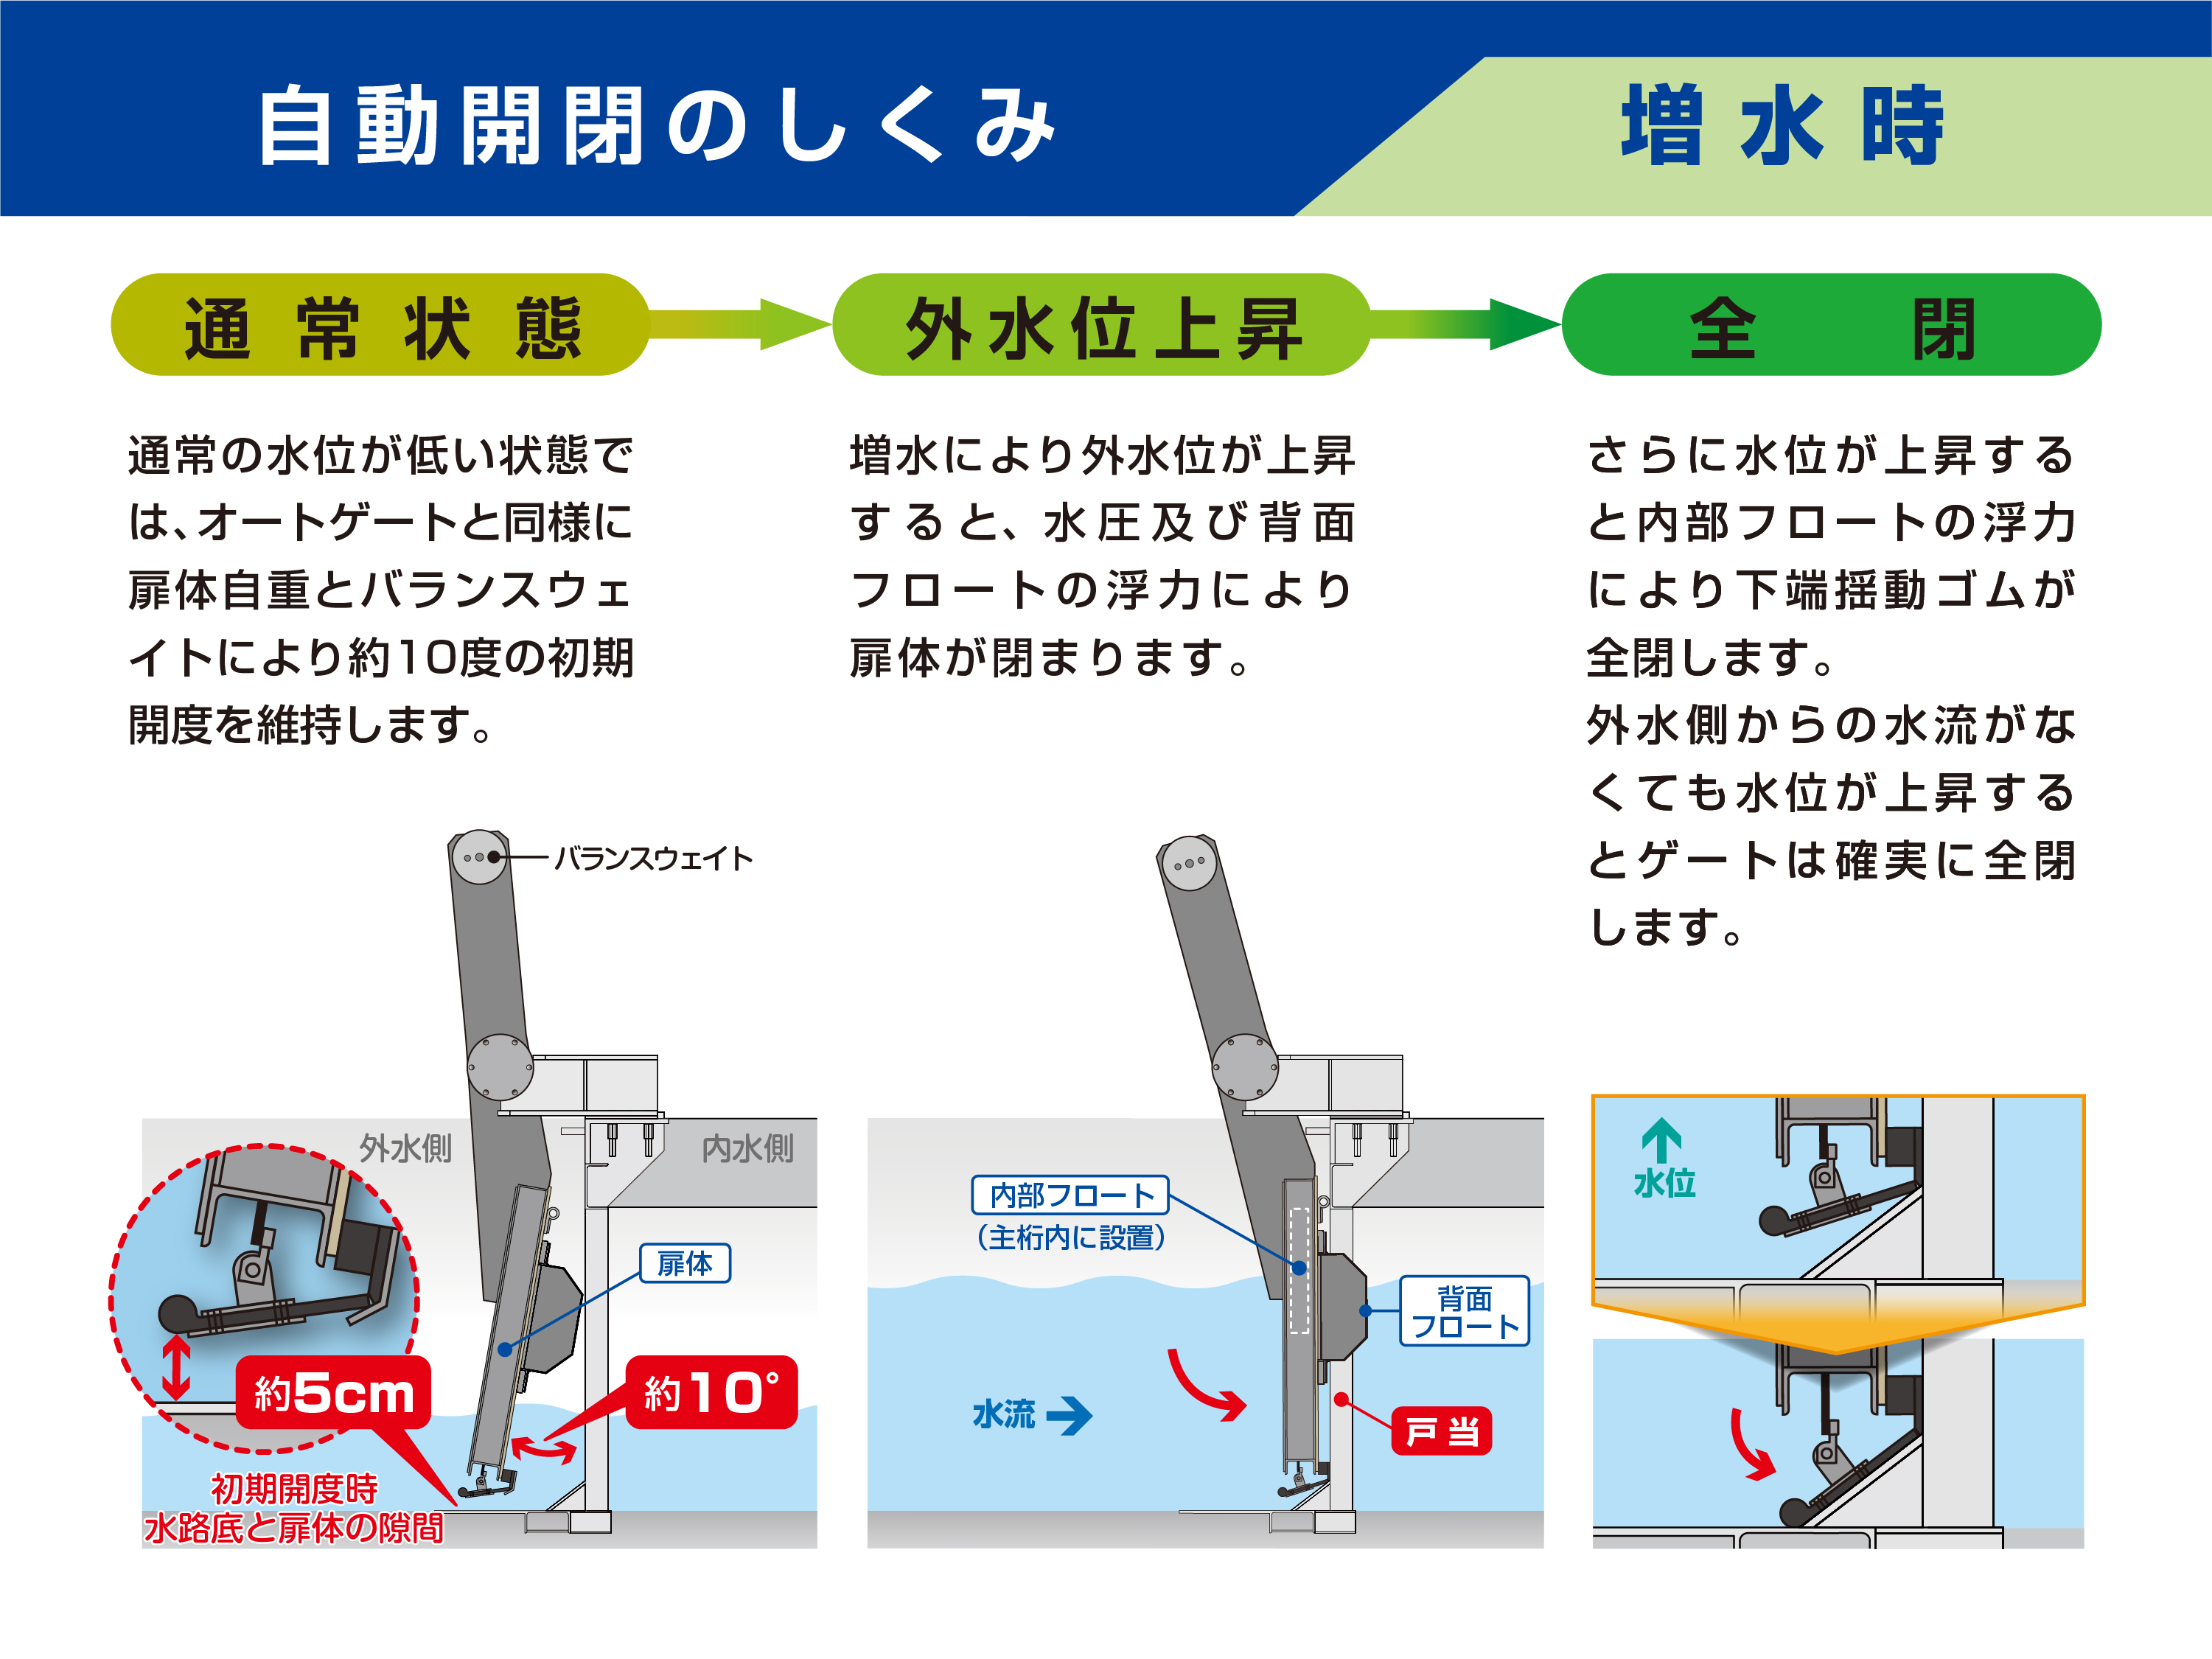 自動開閉のしくみ
増水時
通常状態
外水位上昇
全閉
通常の水位が低い状態で
は、オートゲートと同様に
扉体自重とバランスウェ
イトにより約10度の初期
開度を維持します。
増水により外水位が上昇
すると、水圧及び背面
フロートの浮力により
扉体が閉まります。
さらに水位が上昇する
と内部フロートの浮力
により下端揺動ゴムが
全閉します。
外水側からの水流がな
くても水位が上昇する
とゲートは確実に全閉
します。
バランスウェイト
外水側
内水側
扉体
約5cm
約10°
初期開度時
水路底と扉体の隙間
内部フロート
（主桁内に設置）
背面
フロート
水流
戸当
水位